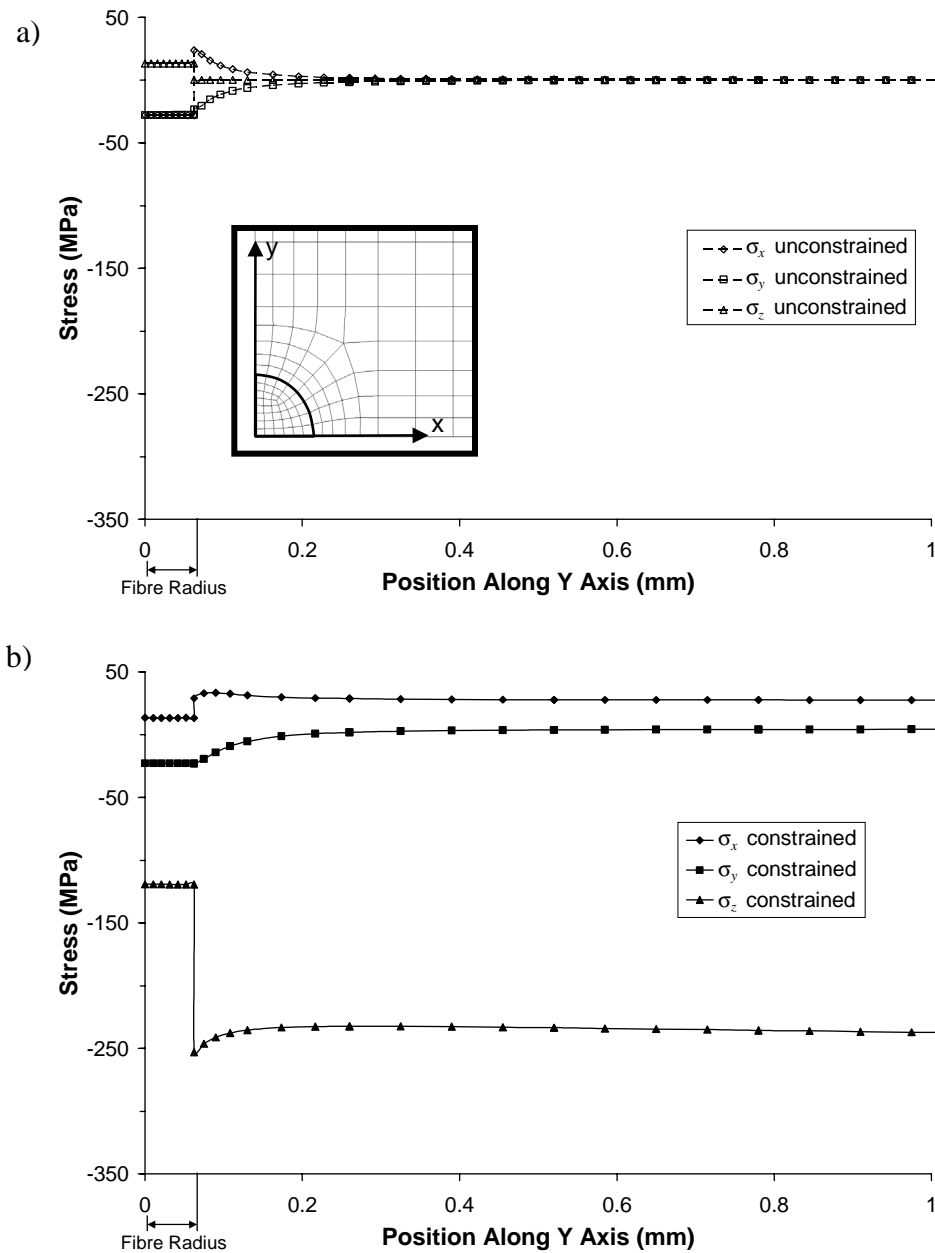 a)
50
-50
-150
-250
-350
Stress (MPa)
y
x
σx unconstrained
σy unconstrained
σz unconstrained
0
0.2
0.4
0.6
0.8
1
Fibre Radius
Position Along Y Axis (mm)
b)
50
-50
-150
-250
-350
Stress (MPa)
σx constrained
σy constrained
σz constrained
0
0.2
0.4
0.6
0.8
1
Fibre Radius
Position Along Y Axis (mm)